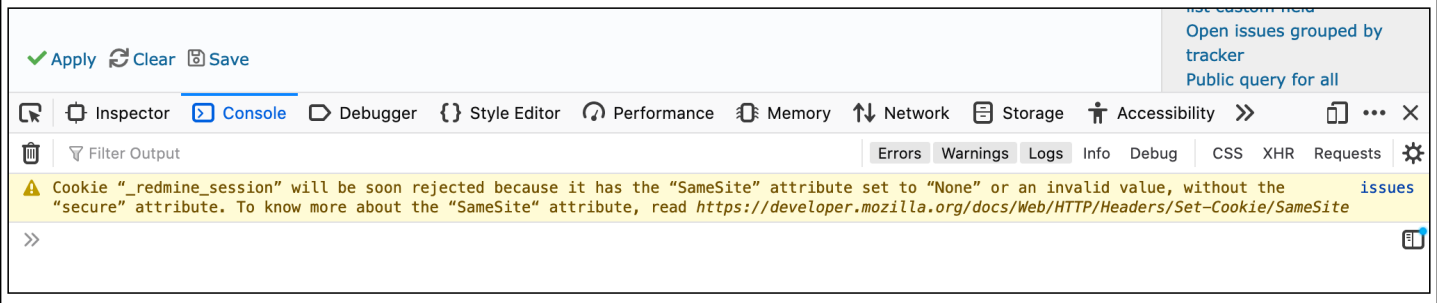 list custom field
Open issues grouped by
tracker
Public query for all
Apply Clear Save
Inspector Console Debugger {} Style Editor Performance Memory Network Storage Accessibility
Filter Output Errors Warnings Logs Info Debug CSS XHR Requests
Cookie “_redmine_session” will be soon rejected because it has the “SameSite” attribute set to “None” or an invalid value, without the issues
“secure” attribute. To know more about the “SameSite“ attribute, read https://developer.mozilla.org/docs/Web/HTTP/Headers/Set-Cookie/SameSite